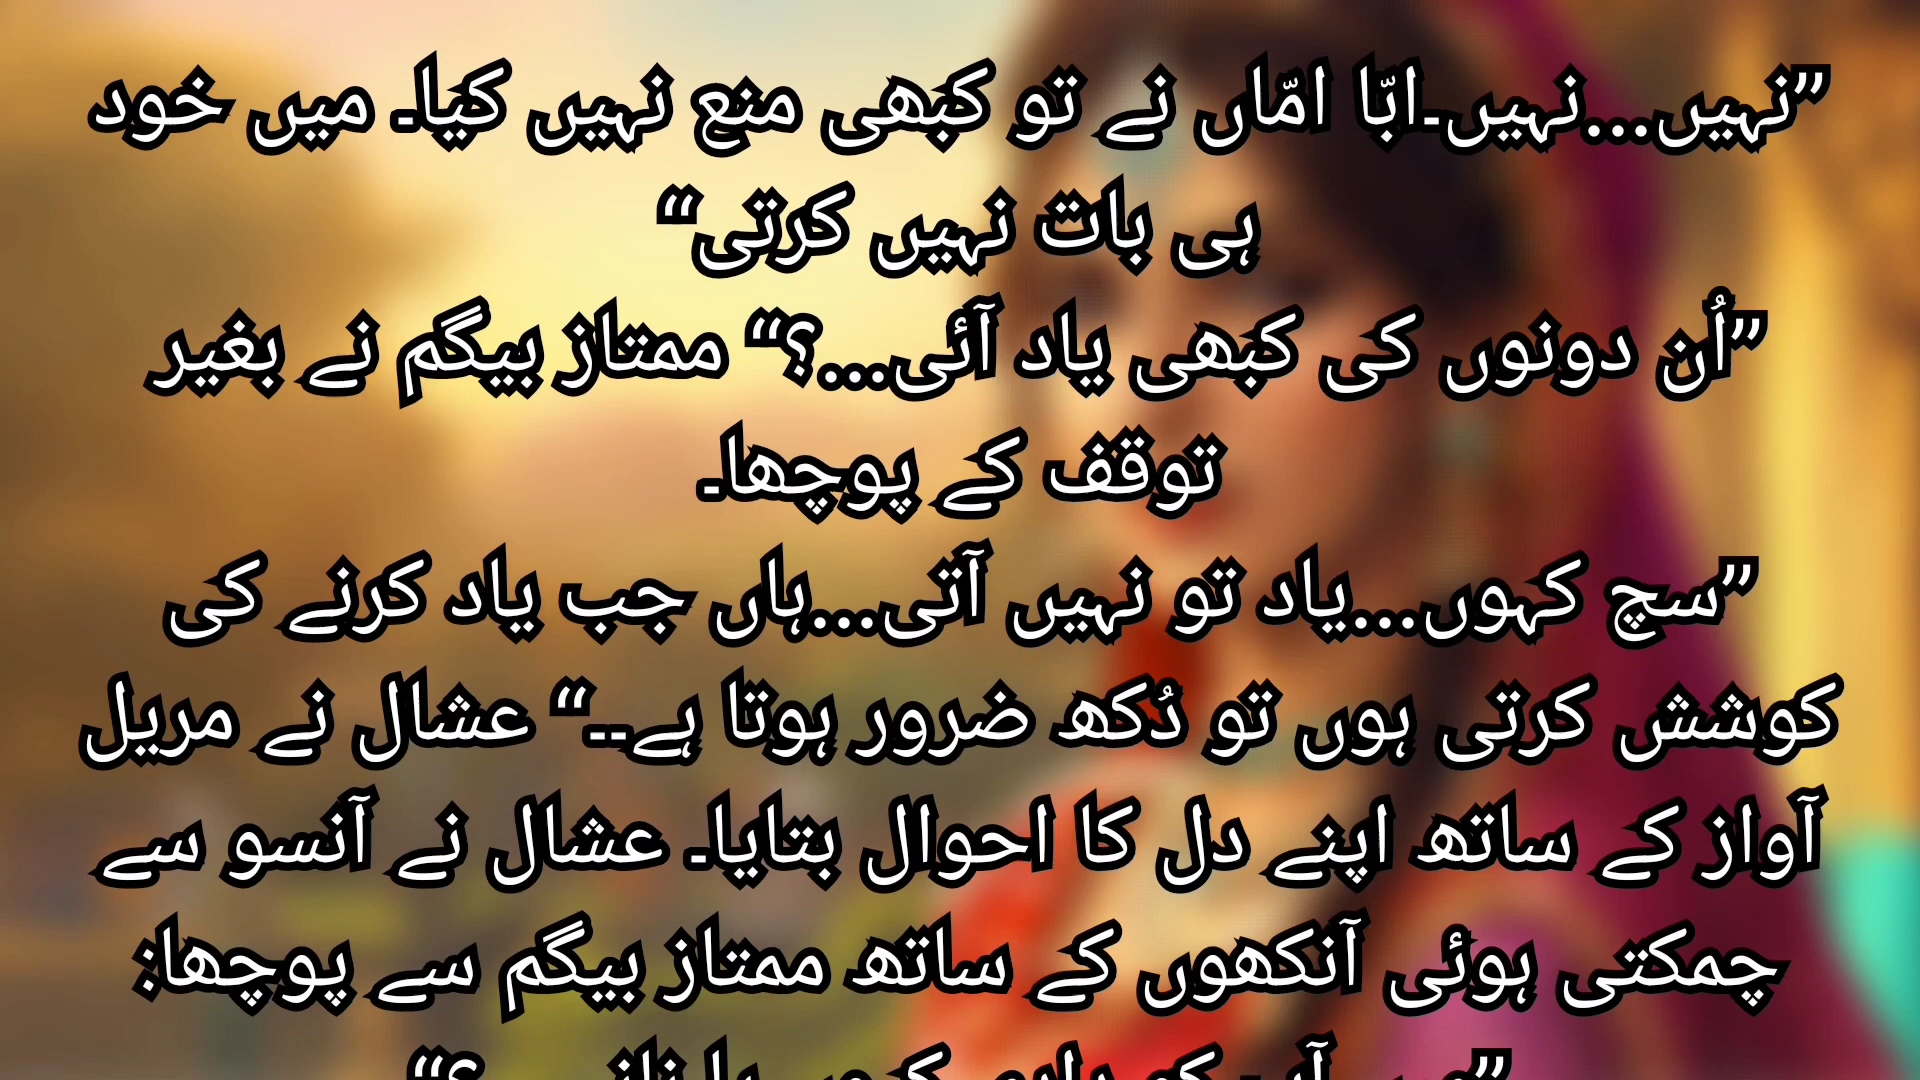 ”نہیں...نہیں۔ابّا امّاں نے تو کبھی منع نہیں کیا۔ میں خود
ہی بات نہیں کرتی“
”اُن دونوں کی کبھی یاد آئی...؟“ ممتاز بیگم نے بغیر
توقف کے پوچھا۔
”سچ کہوں...یاد تو نہیں آتی...ہاں جب یاد کرنے کی
کوشش کرتی ہوں تو دُکھ ضرور ہوتا ہے۔۔“ عشال نے مریل
آواز کے ساتھ اپنے دل کا احوال بتایا۔ عشال نے آنسو سے
چمکتی ہوئی آنکھوں کے ساتھ ممتاز بیگم سے پوچھا: